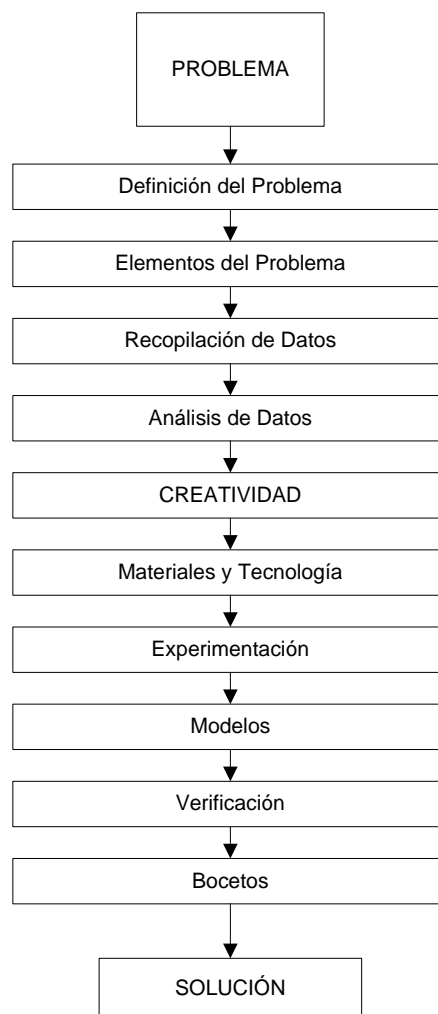 PROBLEMA
Definición del Problema
Elementos del Problema
Recopilación de Datos
Análisis de Datos
CREATIVIDAD
Materiales y Tecnología
Experimentación
Modelos
Verificación
Bocetos
SOLUCIÓN